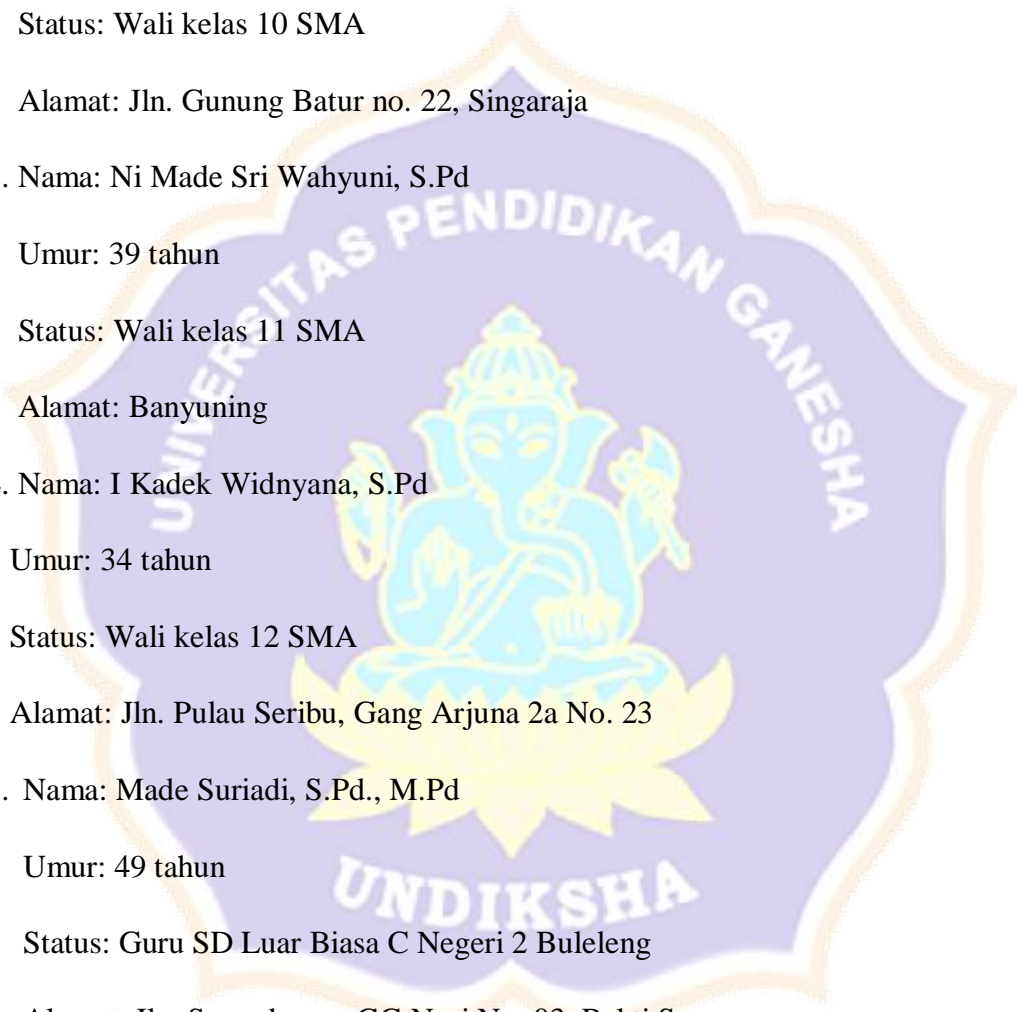 Status: Wali kelas 10 SMA
Alamat: Jln. Gunung Batur no. 22, Singaraja
. Nama: Ni Made Sri Wahyuni, S.Pd
Umur: 39 tahun
Status: Wali kelas 11 SMA
Alamat: Banyuning
. Nama: I Kadek Widnyana, S.Pd
Umur: 34 tahun
Status: Wali kelas 12 SMA
Alamat: Jln. Pulau Seribu, Gang Arjuna 2a No. 23
. Nama: Made Suriadi, S.Pd., M.Pd
Umur: 49 tahun
Status: Guru SD Luar Biasa C Negeri 2 Buleleng
UNIVERSITAS PENDIDIKAN GANESHA
UNDIKSHA